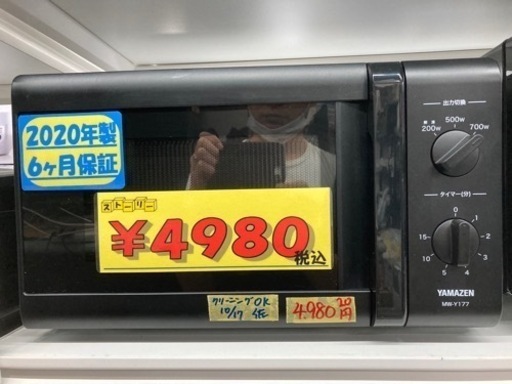 2020年製
6ヶ月保証
ストーリー
¥4980
税込
クリーニングOK
10/17
4.980円
出力切換
500w
200w
700w
タイマー(分)
0
1
2
3
4
5
10
15
YAMAZEN
MW-Y177